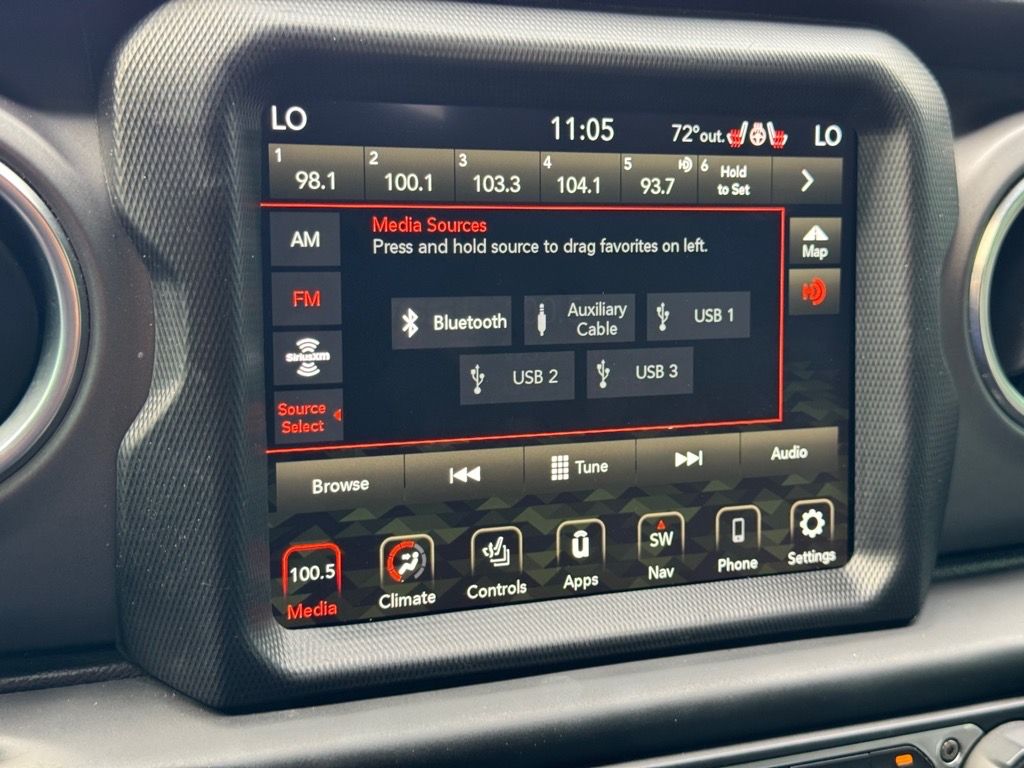 LO 11:05 72°out. LO
1 98.1 2 100.1 3 103.3 4 104.1 5 93.7 6 Hold
to Set
AM
Media Sources
Press and hold source to drag favorites on left.
Map
FM
HD
Bluetooth
Auxiliary
Cable
USB 1
SiriusXM
USB 2 USB 3
Source
Select
Browse Tune Audio
100.5 SW
Media Climate Controls Apps Nav Phone Settings